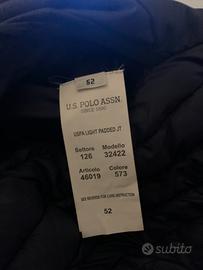 52
U.S. POLO ASSN.
SINCE 1890
USPA LIGHT PADDED JT
Settore Modello
126 32422
Articolo Colore
46019 573
SEE REVERSE FOR CARE INSTRUCTION
52
subito